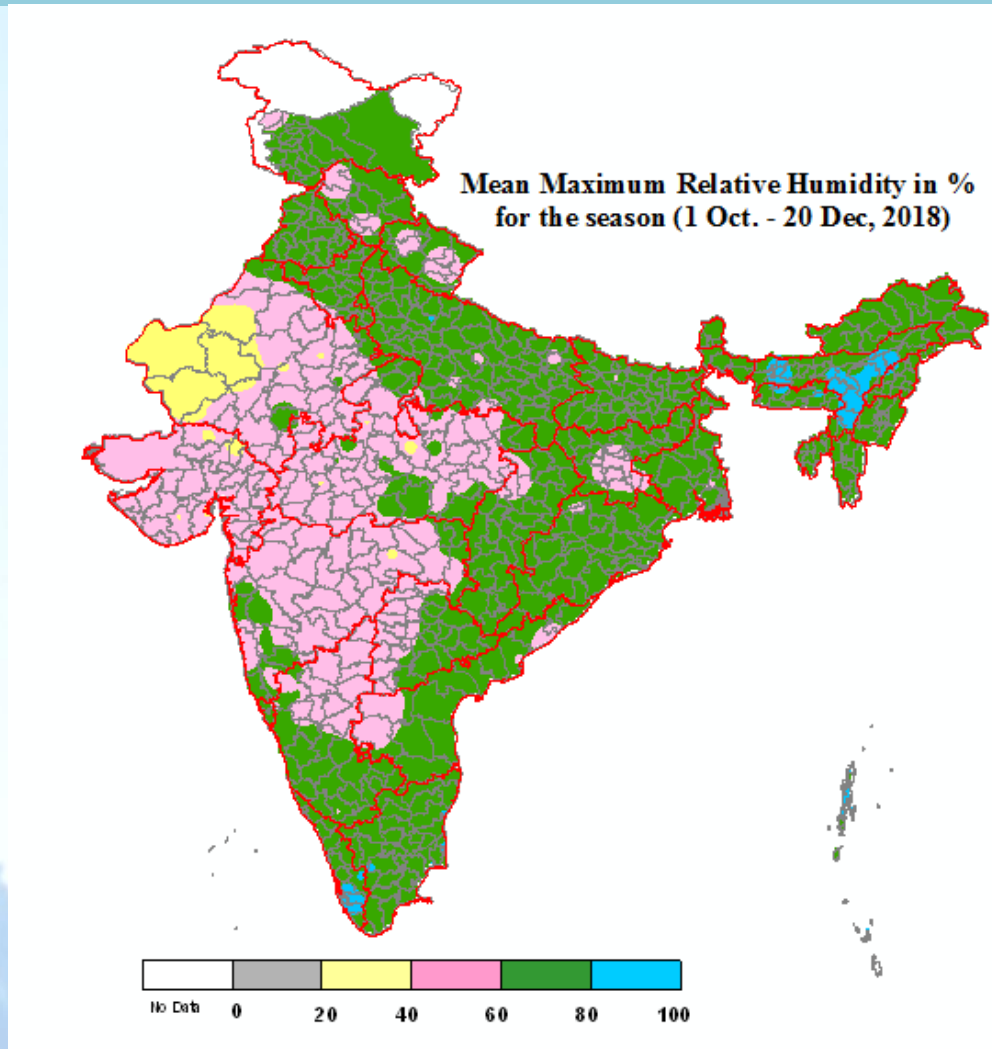 Mean Maximum Relative Humidity in %
for the season (1 Oct. - 20 Dec, 2018)
No Data 0 20 40 60 80 100